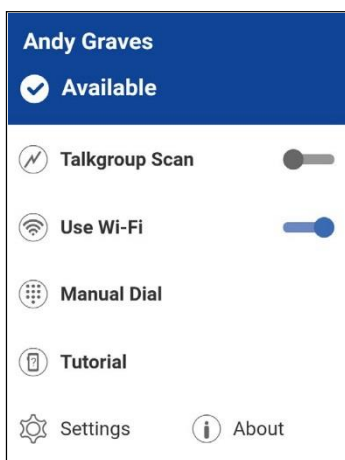 Andy Graves
Available
Talkgroup Scan
Use Wi-Fi
Manual Dial
Tutorial
Settings
About